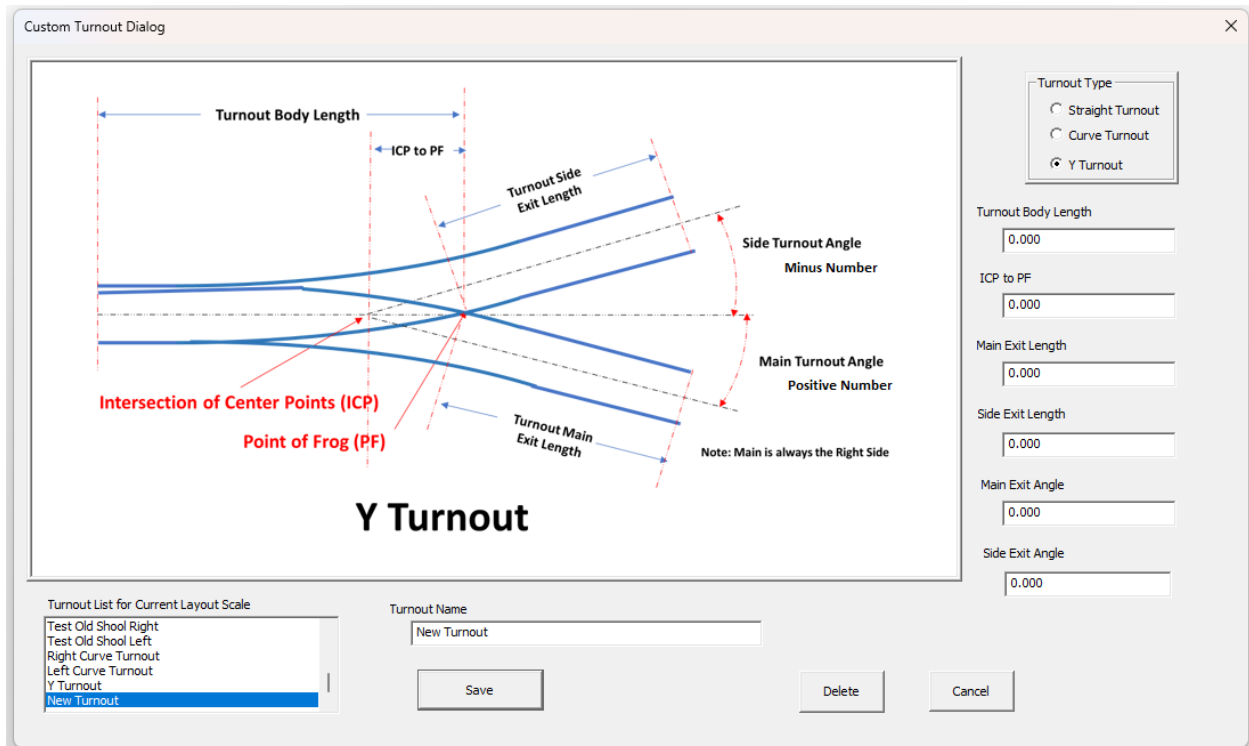 Custom Turnout Dialog
Turnout Body Length
ICP to PF
Turnout Side
Exit Length
Side Turnout Angle
Minus Number
Main Turnout Angle
Positive Number
Intersection of Center Points (ICP)
Point of Frog (PF)
Turnout Main
Exit Length
Note: Main is always the Right Side
Y Turnout
Turnout Type
Straight Turnout
Curve Turnout
Y Turnout
Turnout Body Length
0.000
ICP to PF
0.000
Main Exit Length
0.000
Side Exit Length
0.000
Main Exit Angle
0.000
Side Exit Angle
0.000
Turnout List for Current Layout Scale
Test Old Shool Right
Test Old Shool Left
Right Curve Turnout
Left Curve Turnout
Y Turnout
New Turnout
Turnout Name
New Turnout
Save
Delete
Cancel